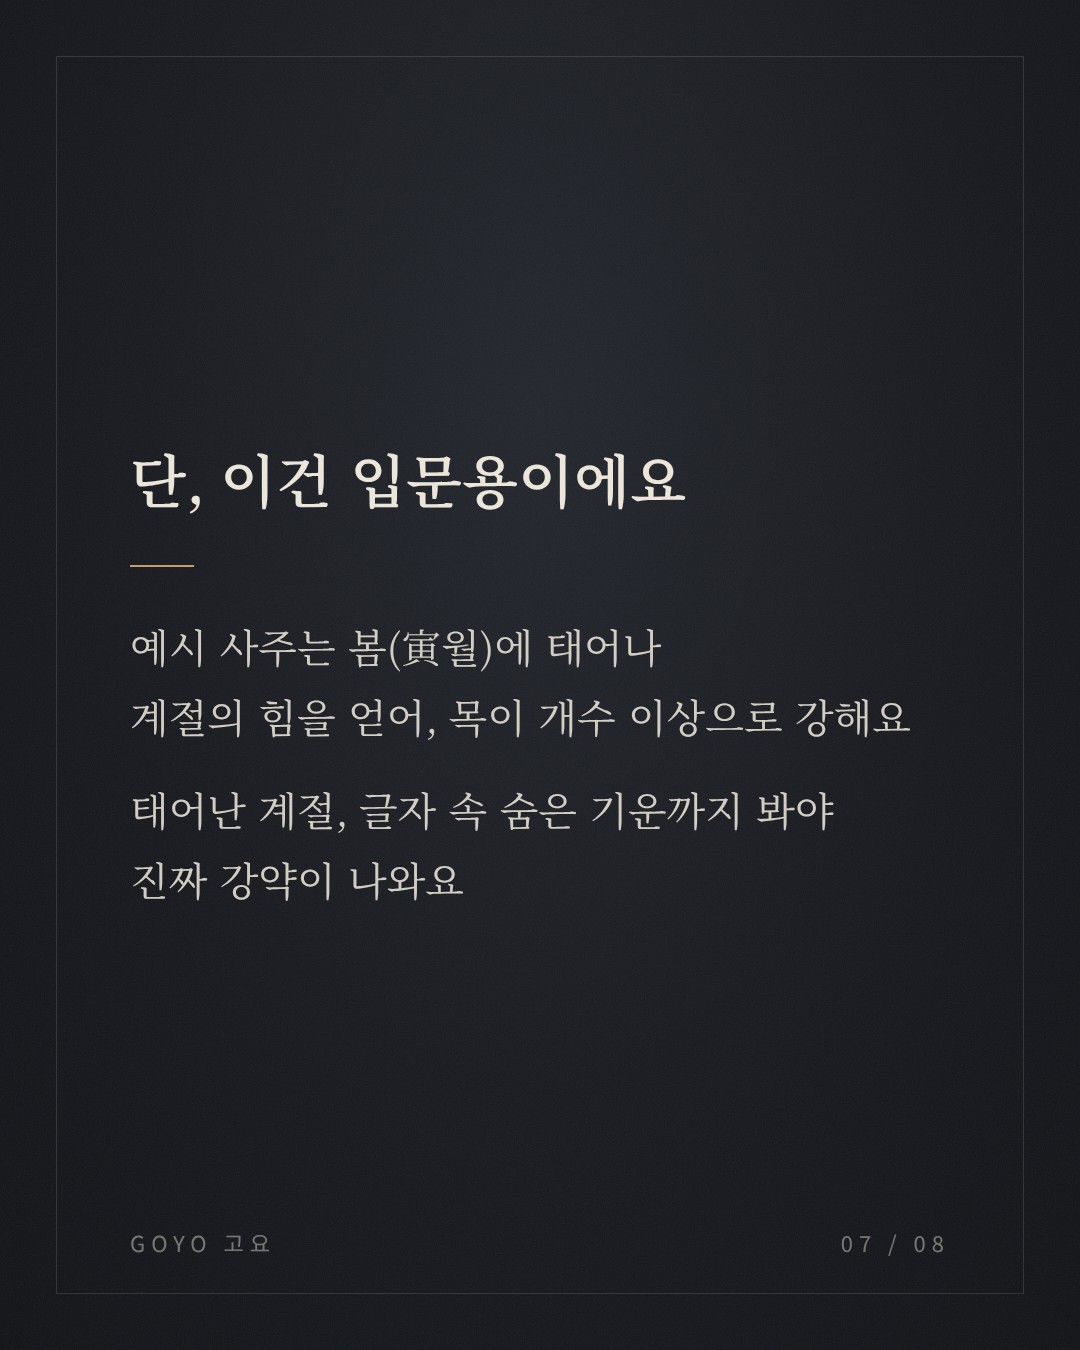 단, 이건 입문용이에요
예시 사주는 봄(寅월)에 태어나
계절의 힘을 얻어, 목이 개수 이상으로 강해요
태어난 계절, 글자 속 숨은 기운까지 봐야
진짜 강약이 나와요
GOYO 고요
07 / 08